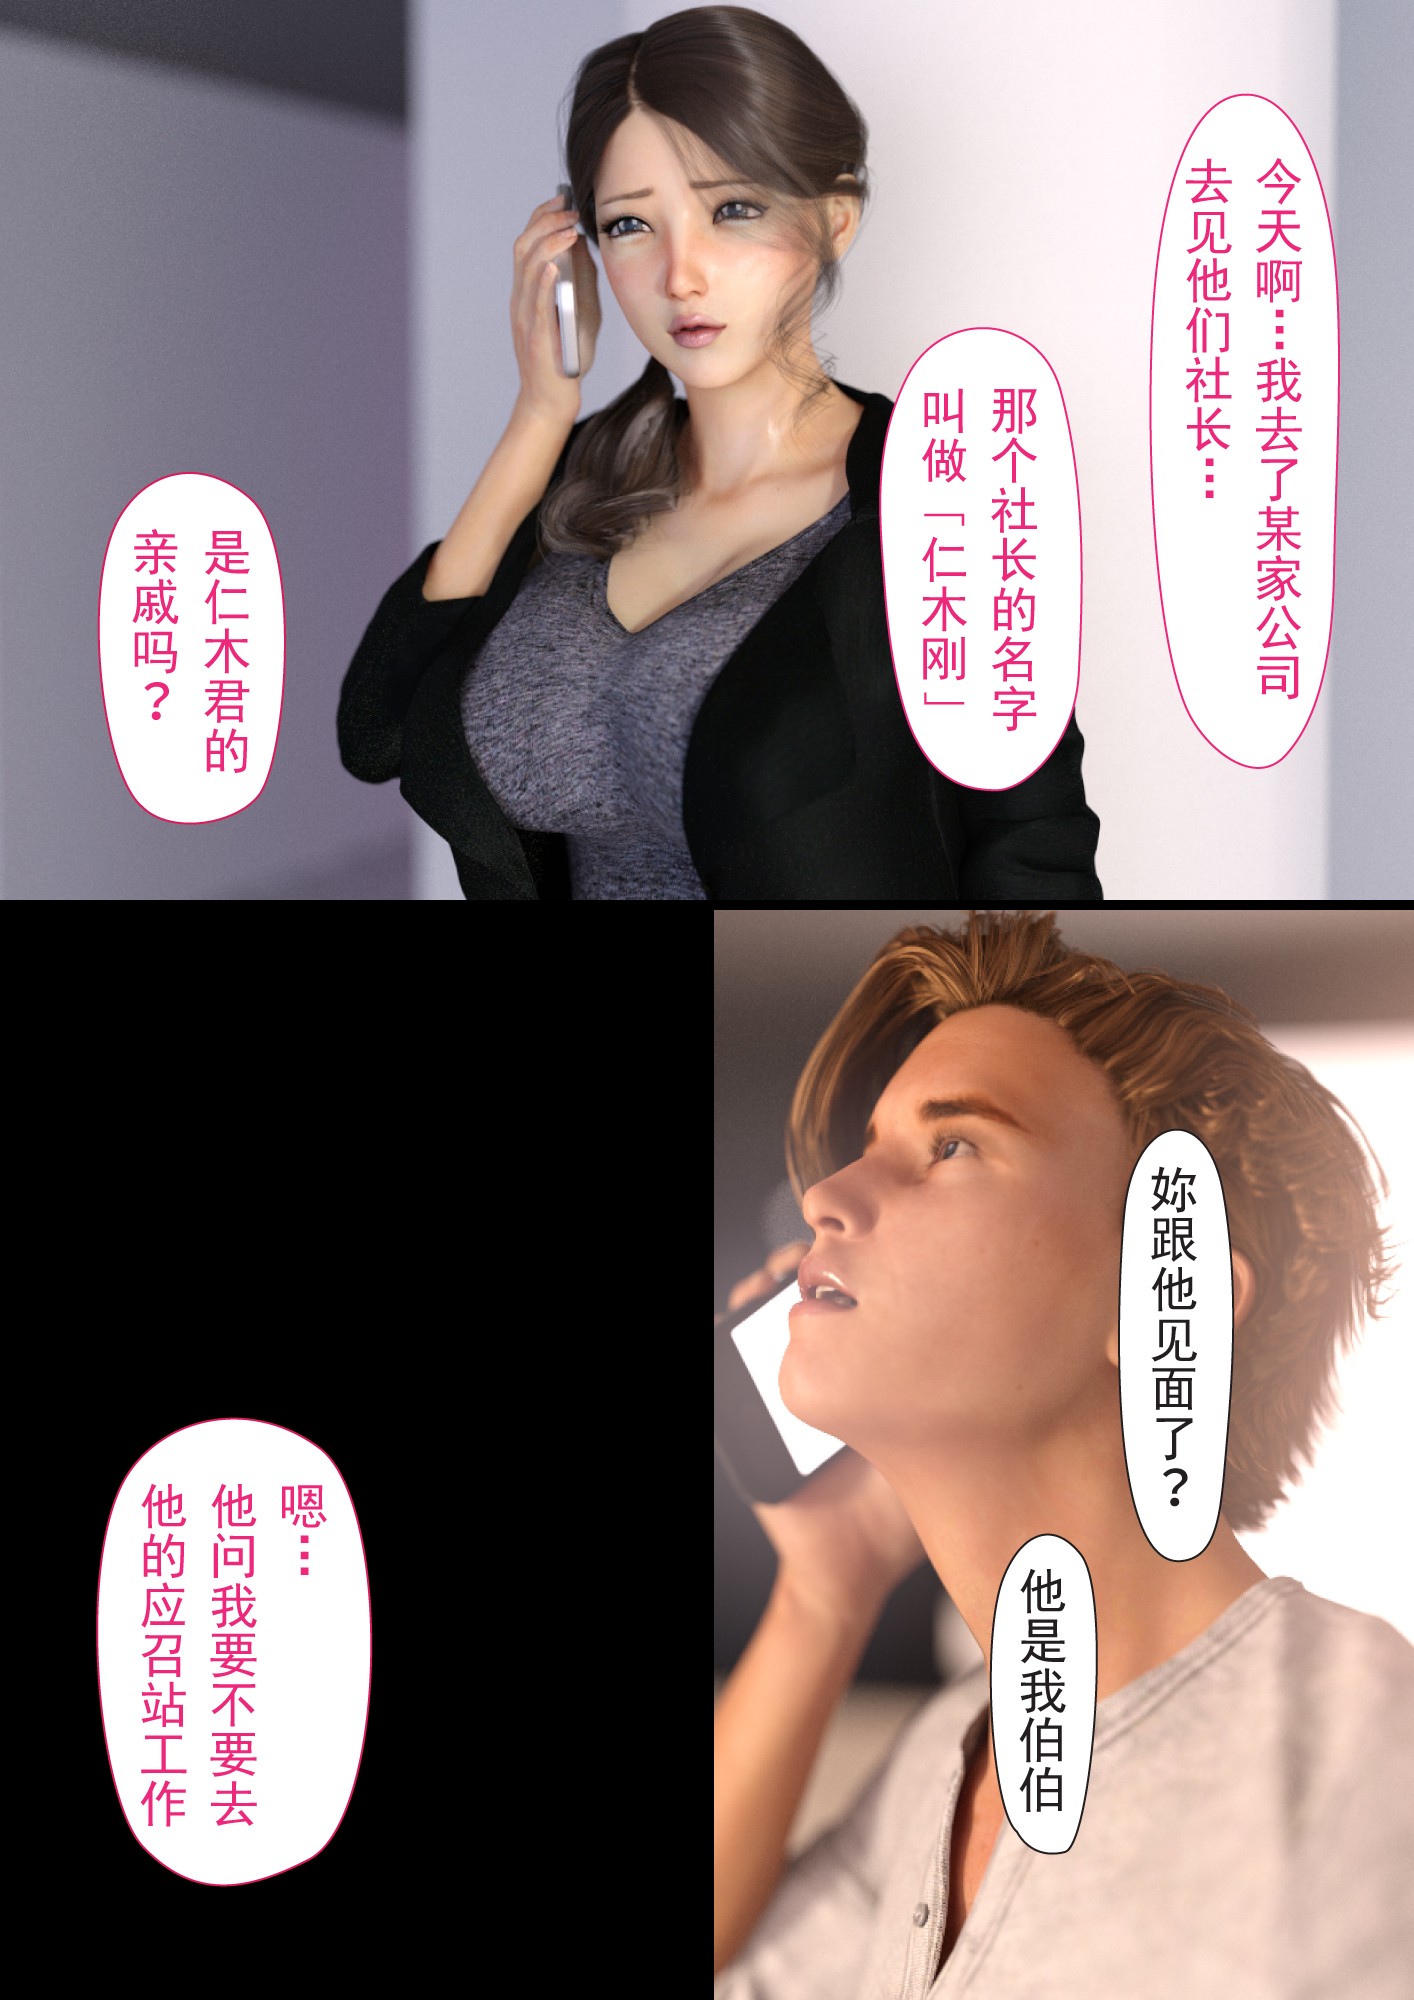 今天啊…我去了某家公司
去见他们社长…
那个社长的名字
叫做「仁木刚」
是仁木君的
亲戚吗？
妳跟他见面了？
他是我伯伯
嗯…
他问我要不要去
他的应召站工作